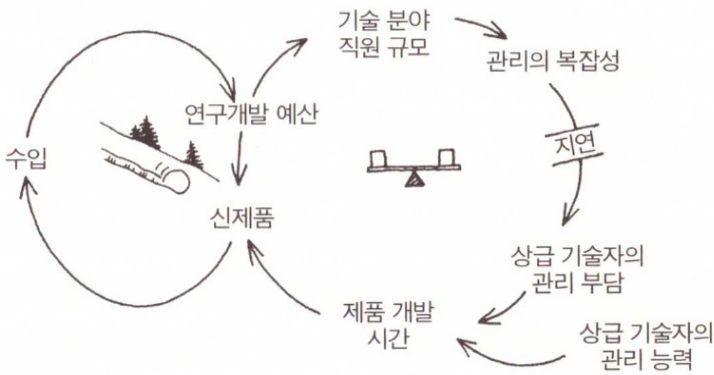 기술 분야
직원 규모
관리의 복잡성
연구개발 예산
수입
지연
신제품
상급 기술자의
관리 부담
제품 개발
시간
상급 기술자의
관리 능력